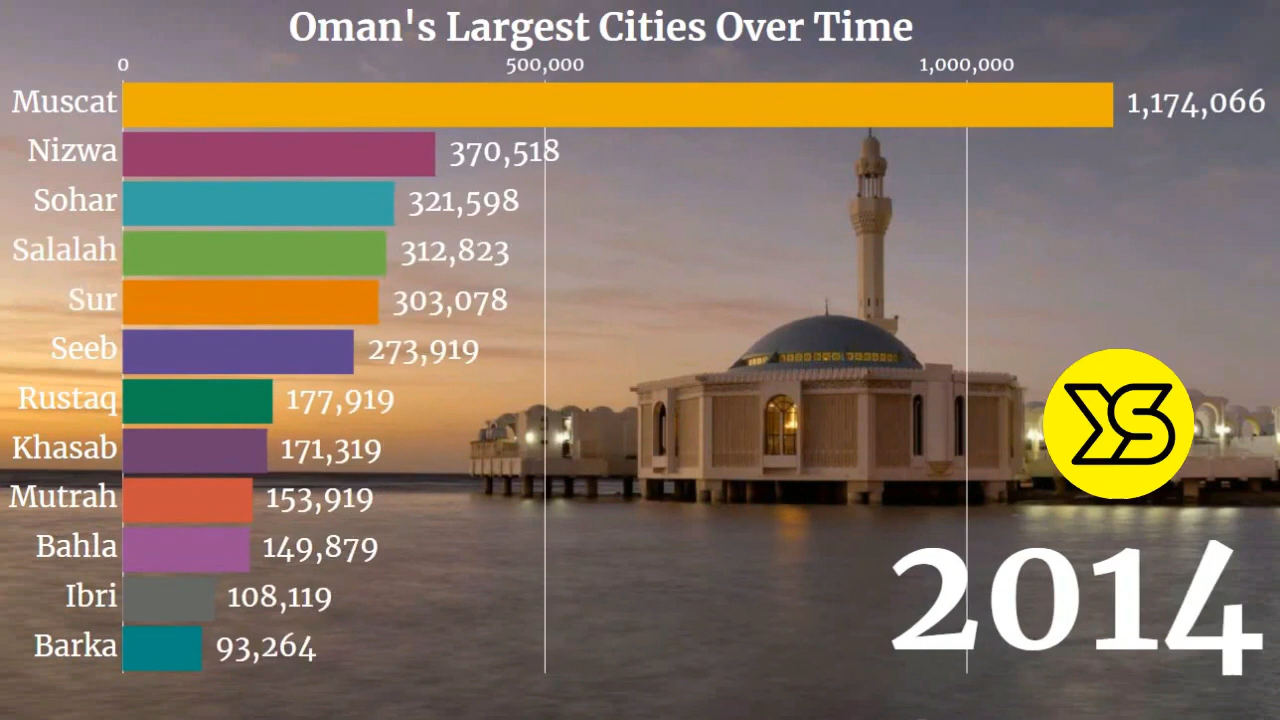 Oman's Largest Cities Over Time
0 500,000 1,000,000
Muscat 1,174,066
Nizwa 370,518
Sohar 321,598
Salalah 312,823
Sur 303,078
Seeb 273,919
Rustaq 177,919
Khasab 171,319
Mutrah 153,919
Bahla 149,879
Ibri 108,119
Barka 93,264
XS
2014